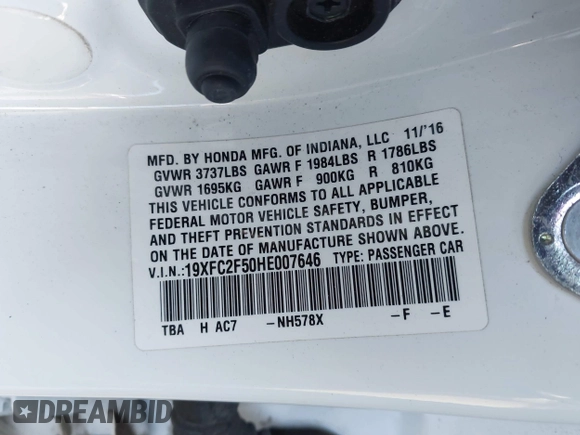 MFD. BY HONDA MFG. OF INDIANA, LLC 11/'16
GVWR 3737LBS GAWR F 1984LBS R 1786LBS
GVWR 1695KG GAWR F 900KG R 810KG
THIS VEHICLE CONFORMS TO ALL APPLICABLE
FEDERAL MOTOR VEHICLE SAFETY, BUMPER,
AND THEFT PREVENTION STANDARDS IN EFFECT
ON THE DATE OF MANUFACTURE SHOWN ABOVE.
V.I.N.:19XFC2F50HE007646 TYPE: PASSENGER CAR
TBA H AC7 -NH578X -F -E
DREAMBID